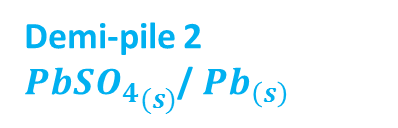 Demi-pile 2
PbSO₄₍ₛ₎/ Pb₍ₛ₎